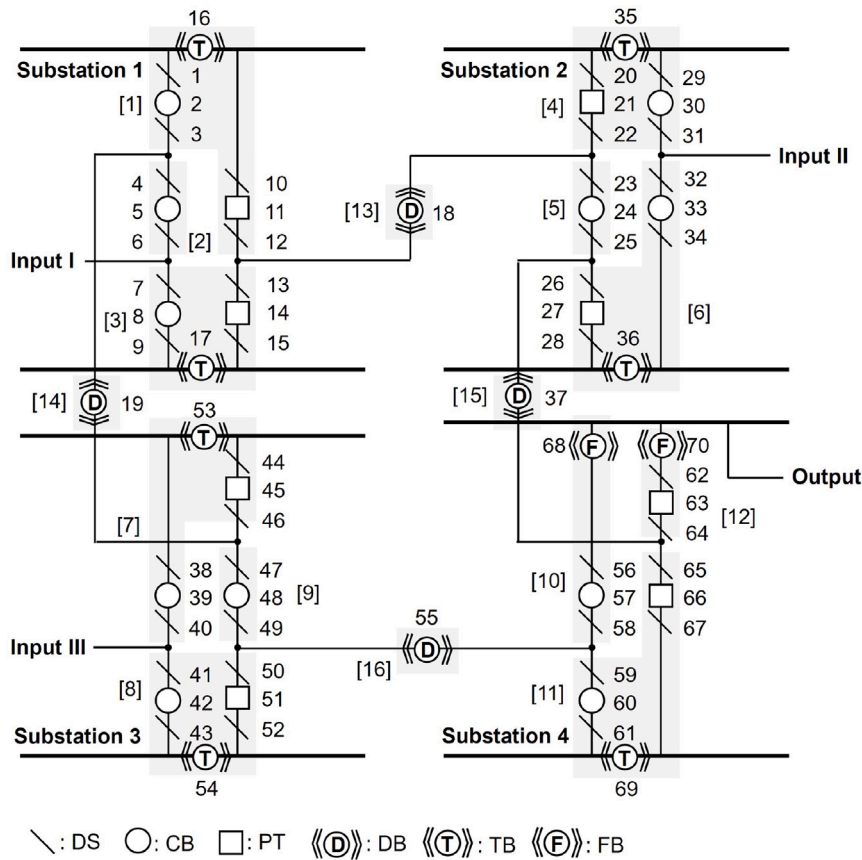 16
35
Substation 1
Substation 2
T
T
1
20
29
[1]
2
[4]
21
30
3
22
31
Input II
4
10
23
32
5
11
[13]
D
18
[5]
24
33
6
[2]
12
25
34
Input I
7
13
26
[3]
8
14
27
[6]
9
17
15
28
36
T
T
[14]
D
19
53
[15]
D
37
T
68
F
F
70
44
62
Output
45
63
46
64
[12]
[7]
38
47
56
65
39
48
[9]
[10]
57
66
40
49
55
58
67
Input III
[16]
D
41
50
59
[8]
42
51
[11]
60
43
52
61
Substation 3
T
Substation 4
T
54
69
: DS
: CB
: PT
D
: DB
T
: TB
F
: FB